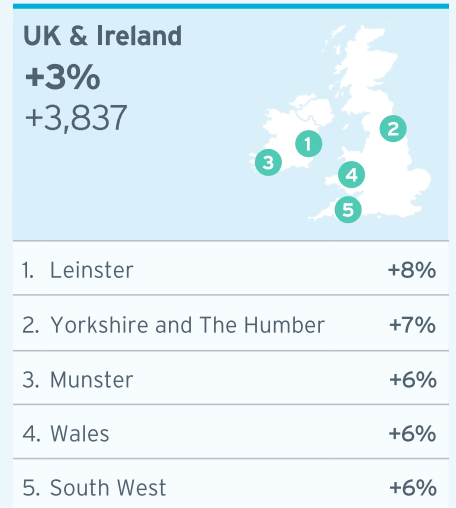 UK & Ireland
+3%
+3,837
1
2
3
4
5
1. Leinster +8%
2. Yorkshire and The Humber +7%
3. Munster +6%
4. Wales +6%
5. South West +6%